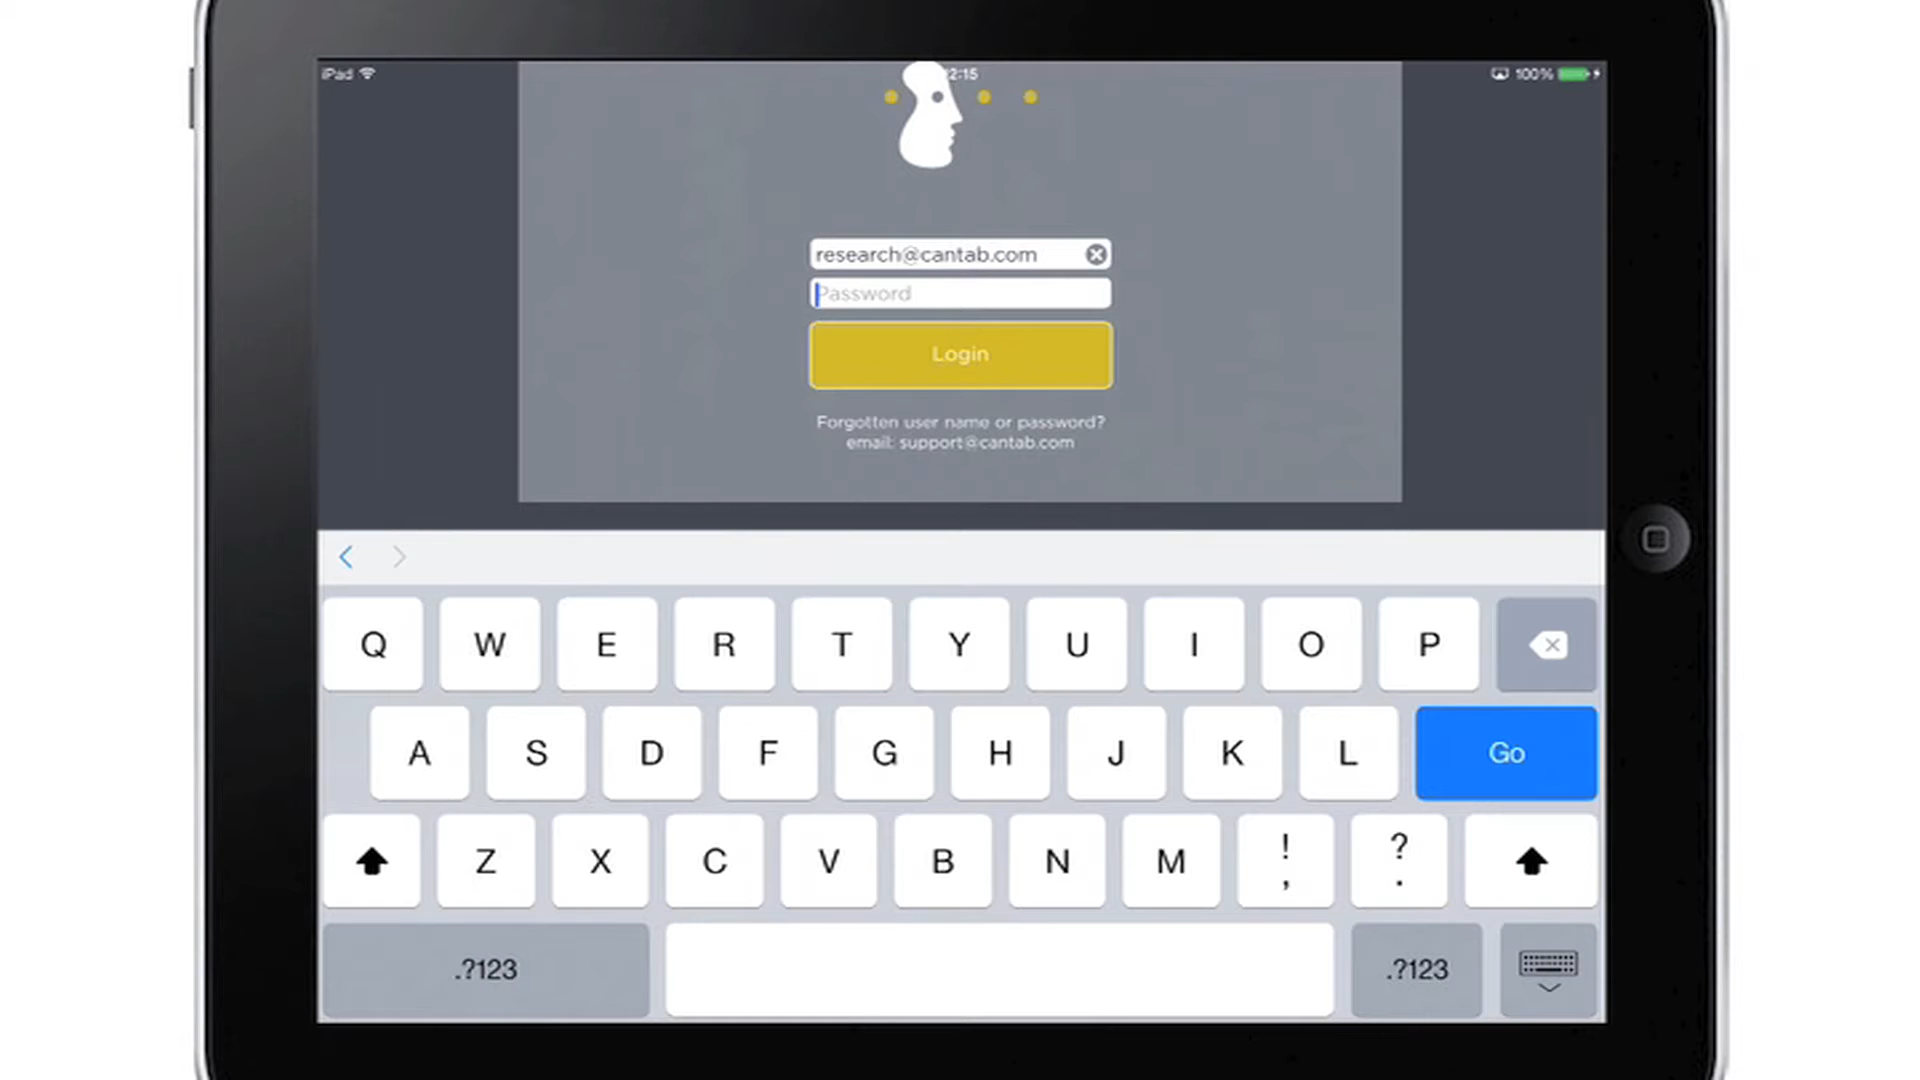 iPad 2:15 100%
research@cantab.com
Password
Login
Forgotten user name or password?
email: support@cantab.com
Q W E R T Y U I O P
A S D F G H J K L Go
Z X C V B N M ! , ? .
.?123 .?123